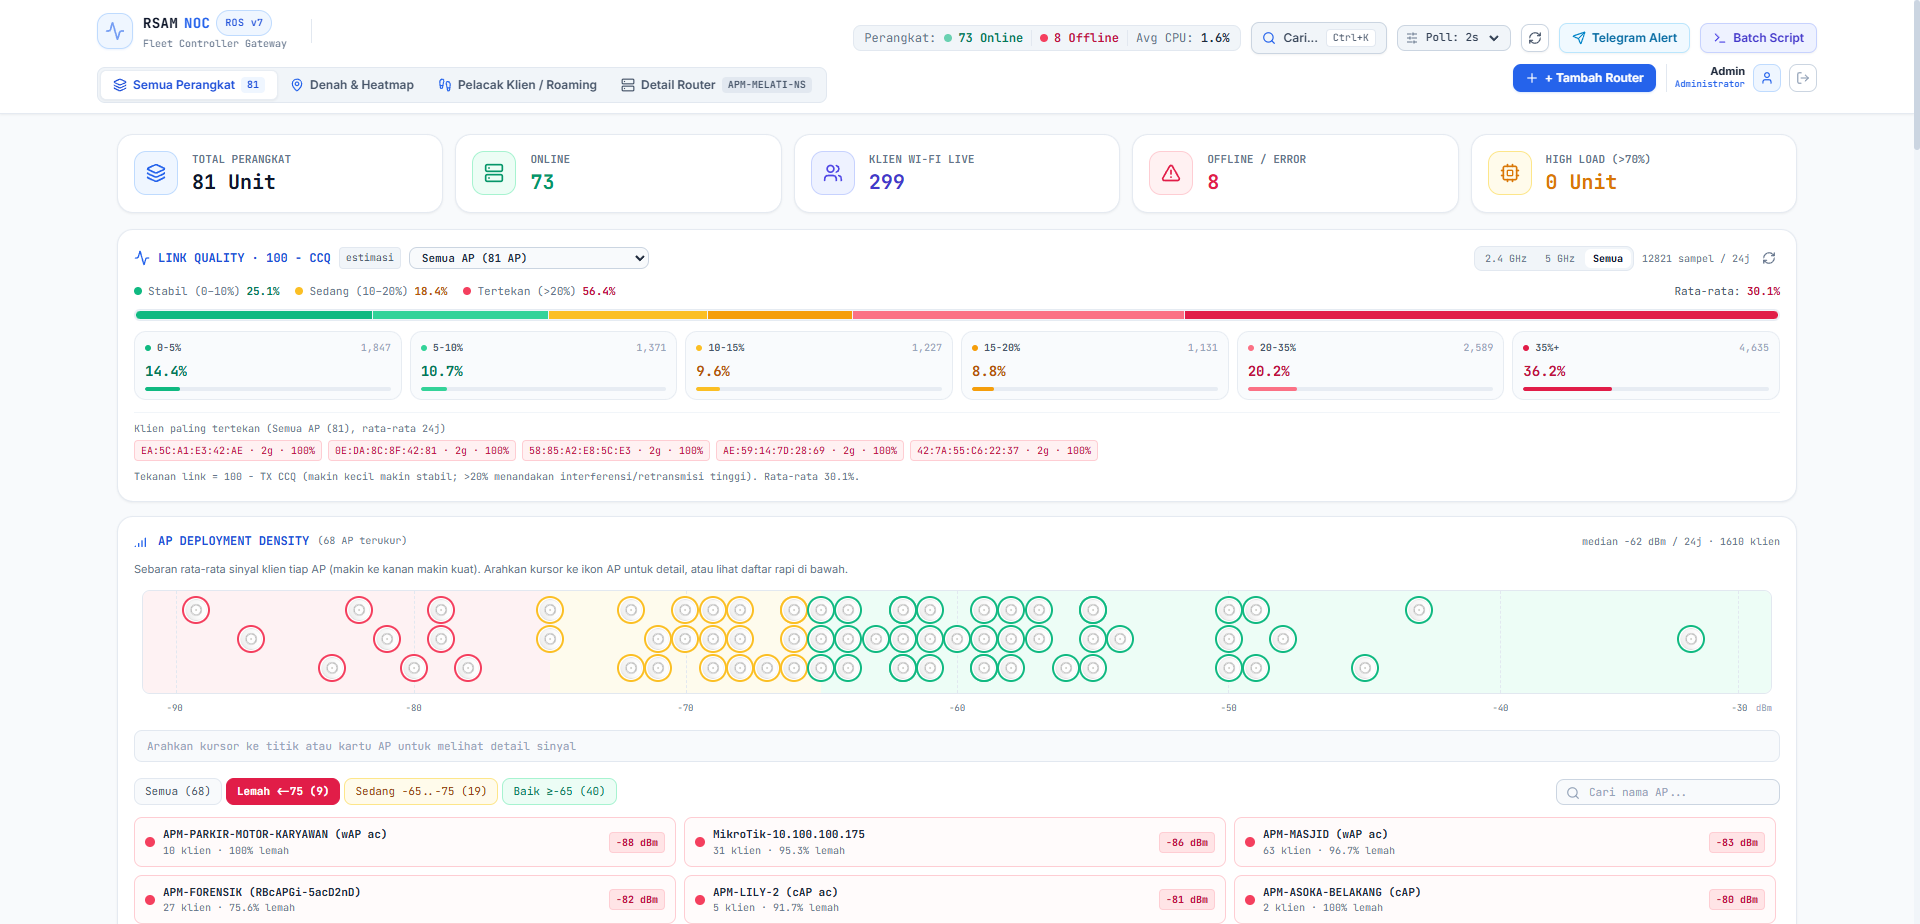 RSAM NOC ROS v7
Fleet Controller Gateway
Perangkat: 73 Online 8 Offline Avg CPU: 1.6%
Cari... Ctrl+K
Poll: 2s
Telegram Alert
Batch Script
Semua Perangkat 81
Denah & Heatmap
Pelacak Klien / Roaming
Detail Router APM-MELATI-NS
+ Tambah Router
Admin
Administrator
TOTAL PERANGKAT
81 Unit
ONLINE
73
KLIEN WI-FI LIVE
299
OFFLINE / ERROR
8
HIGH LOAD (>70%)
0 Unit
LINK QUALITY · 100 - CCQ estimasi Semua AP (81 AP)
2.4 GHz 5 GHz Semua 12821 sampel / 24j
Stabil (0–10%) 25.1% Sedang (10–20%) 18.4% Tertekan (>20%) 56.4%
Rata-rata: 30.1%
0-5% 1,847
14.4%
5-10% 1,371
10.7%
10-15% 1,227
9.6%
15-20% 1,131
8.8%
20-35% 2,589
20.2%
35%+ 4,635
36.2%
Klien paling tertekan (Semua AP (81), rata-rata 24j)
EA:5C:A1:E3:42:AE · 2g · 100%
0E:DA:8C:8F:42:81 · 2g · 100%
58:85:A2:E8:5C:E3 · 2g · 100%
AE:59:14:7D:28:69 · 2g · 100%
42:7A:55:C6:22:37 · 2g · 100%
Tekanan link = 100 - TX CCQ (makin kecil makin stabil; >20% menandakan interferensi/retransmisi tinggi). Rata-rata 30.1%.
AP DEPLOYMENT DENSITY (68 AP terukur)
median -62 dBm / 24j · 1610 klien
Sebaran rata-rata sinyal klien tiap AP (makin ke kanan makin kuat). Arahkan kursor ke ikon AP untuk detail, atau lihat daftar rapi di bawah.
-90 -80 -70 -60 -50 -40 -30 dBm
Arahkan kursor ke titik atau kartu AP untuk melihat detail sinyal
Semua (68)
Lemah <-75 (9)
Sedang -65..-75 (19)
Baik ≥-65 (40)
Cari nama AP...
APM-PARKIR-MOTOR-KARYAWAN (wAP ac)
10 klien · 100% lemah
-88 dBm
MikroTik-10.100.100.175
31 klien · 95.3% lemah
-86 dBm
APM-MASJID (wAP ac)
63 klien · 96.7% lemah
-83 dBm
APM-FORENSIK (RBcAPGi-5acD2nD)
27 klien · 75.6% lemah
-82 dBm
APM-LILY-2 (cAP ac)
5 klien · 91.7% lemah
-81 dBm
APM-ASOKA-BELAKANG (cAP)
2 klien · 100% lemah
-80 dBm